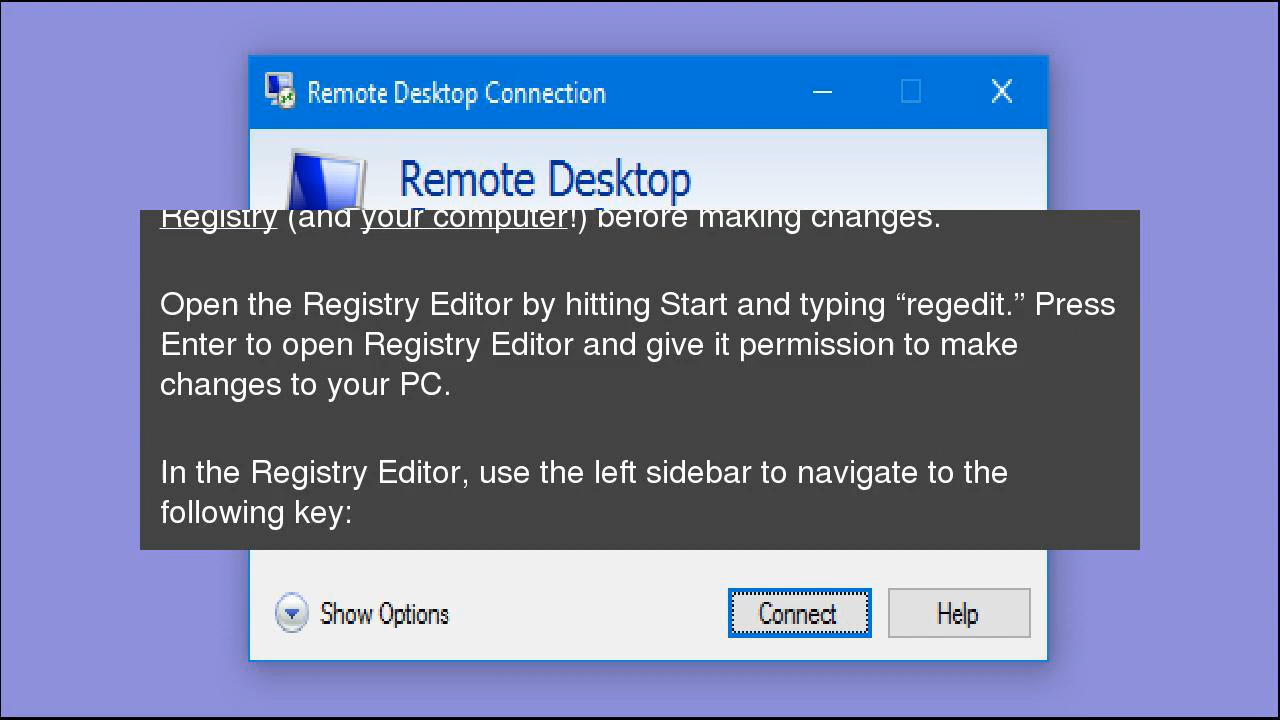 Remote Desktop Connection
Remote Desktop
Registry (and your computer!) before making changes.
Open the Registry Editor by hitting Start and typing “regedit.” Press
Enter to open Registry Editor and give it permission to make
changes to your PC.
In the Registry Editor, use the left sidebar to navigate to the
following key:
Show Options
Connect
Help